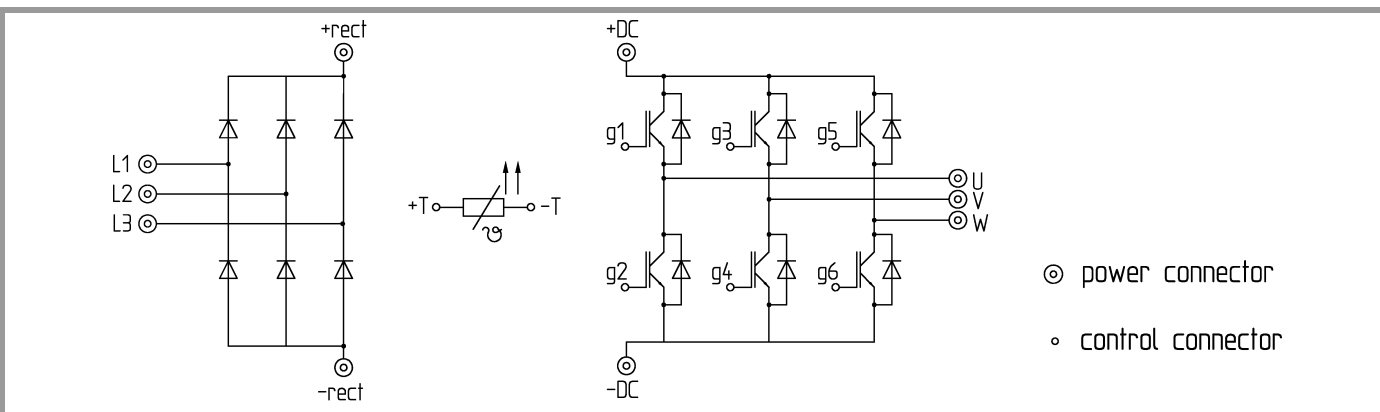 +rect
L1
L2
L3
-rect
+T
-T
ϑ
+DC
g1
g3
g5
U
V
W
g2
g4
g6
-DC
power connector
control connector